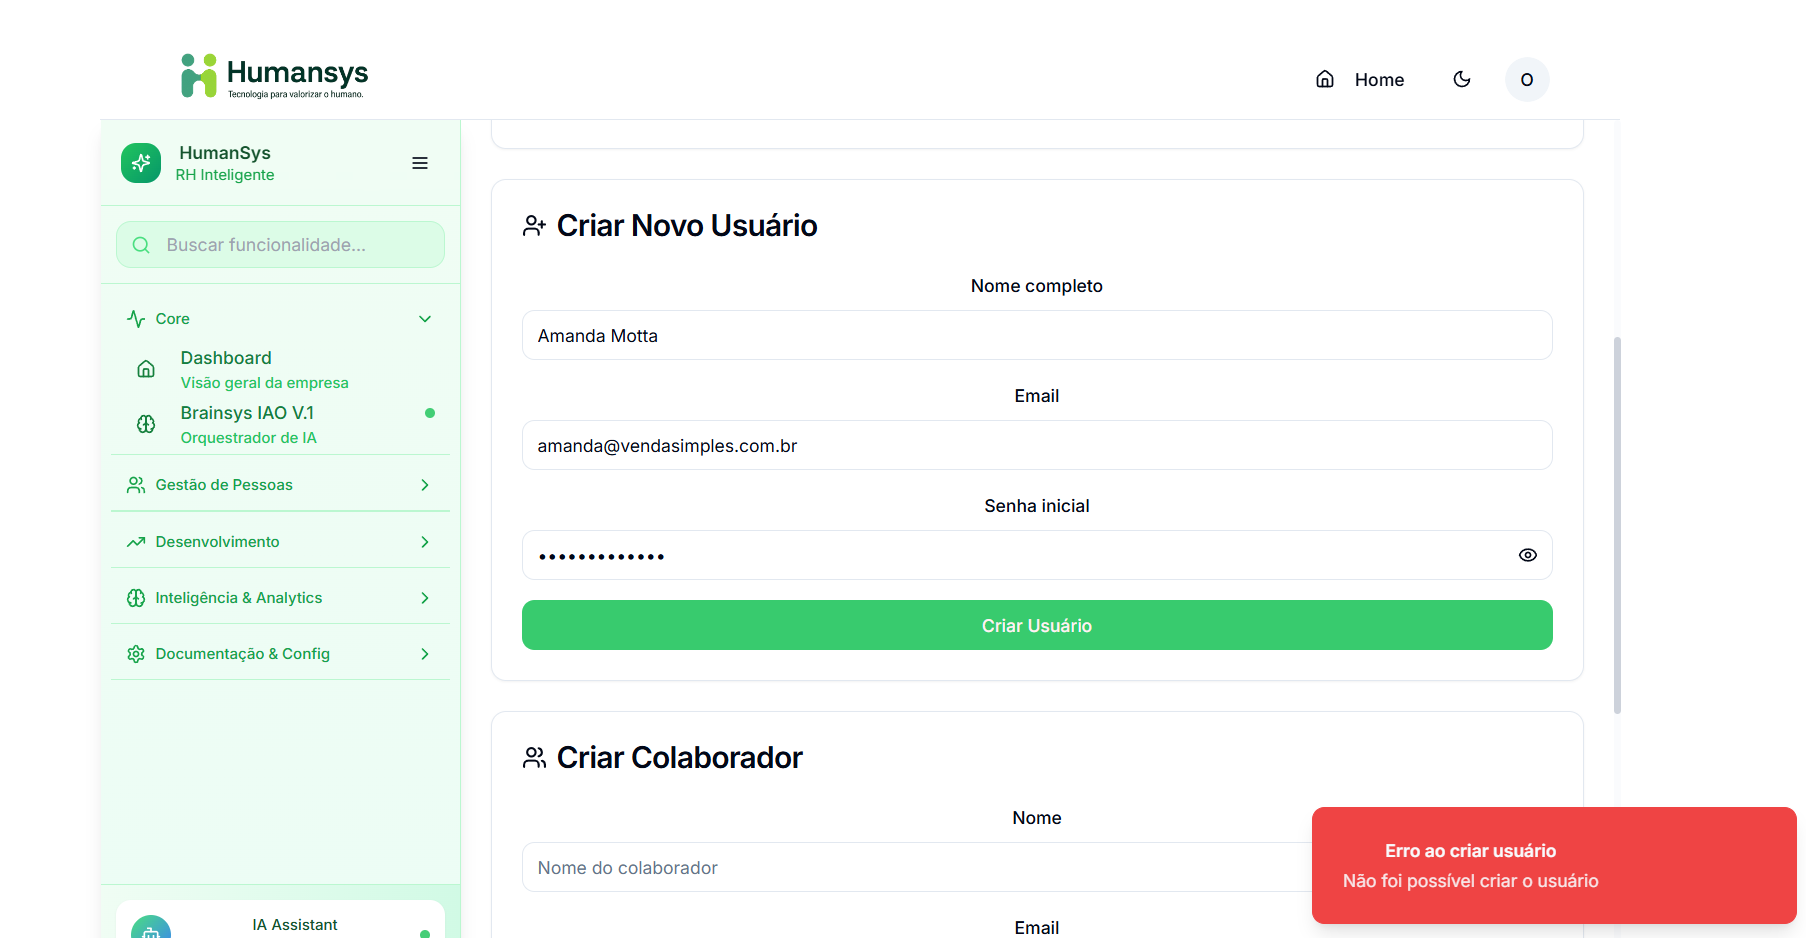 Humansys
Tecnologia para valorizar o humano.
Home
O
HumanSys
RH Inteligente
Buscar funcionalidade...
Core
Dashboard
Visão geral da empresa
Brainsys IAO V.1
Orquestrador de IA
Gestão de Pessoas
Desenvolvimento
Inteligência & Analytics
Documentação & Config
IA Assistant
Criar Novo Usuário
Nome completo
Amanda Motta
Email
amanda@vendasimples.com.br
Senha inicial
•••••••••••••
Criar Usuário
Criar Colaborador
Nome
Nome do colaborador
Email
Erro ao criar usuário
Não foi possível criar o usuário